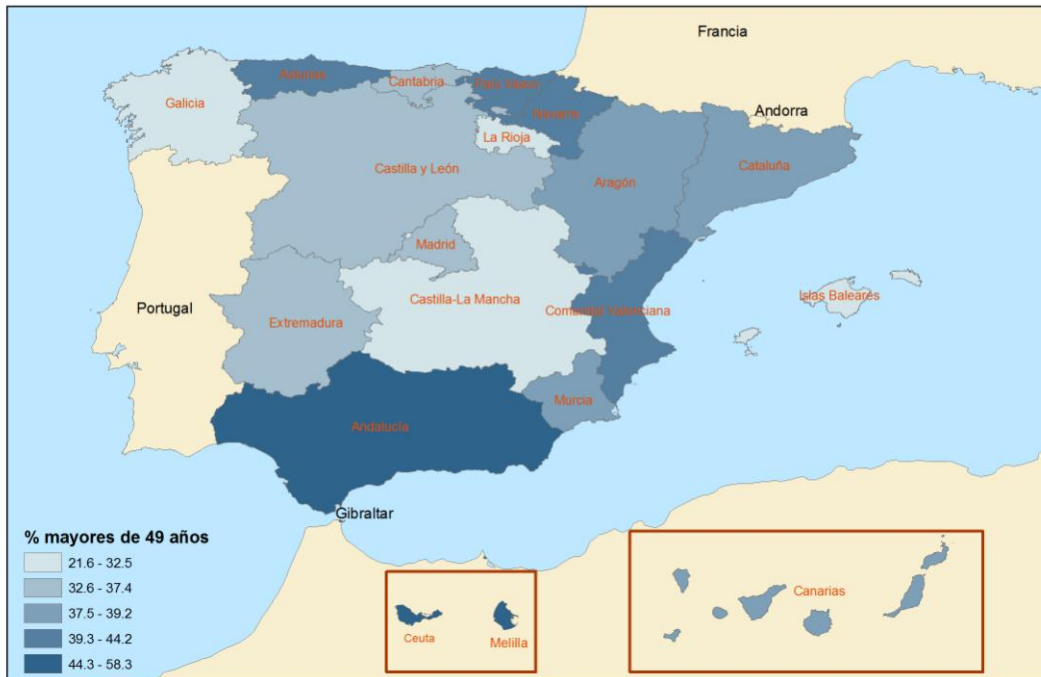 Francia
Asturias
Cantabria
País Vasco
Navarra
Galicia
Andorra
La Rioja
Castilla y León
Aragón
Cataluña
Madrid
Portugal
Castilla-La Mancha
Islas Baleares
Comunitat Valenciana
Extremadura
Murcia
Andalucía
Gibraltar
% mayores de 49 años
21.6 - 32.5
32.6 - 37.4
37.5 - 39.2
39.3 - 44.2
44.3 - 58.3
Ceuta
Melilla
Canarias